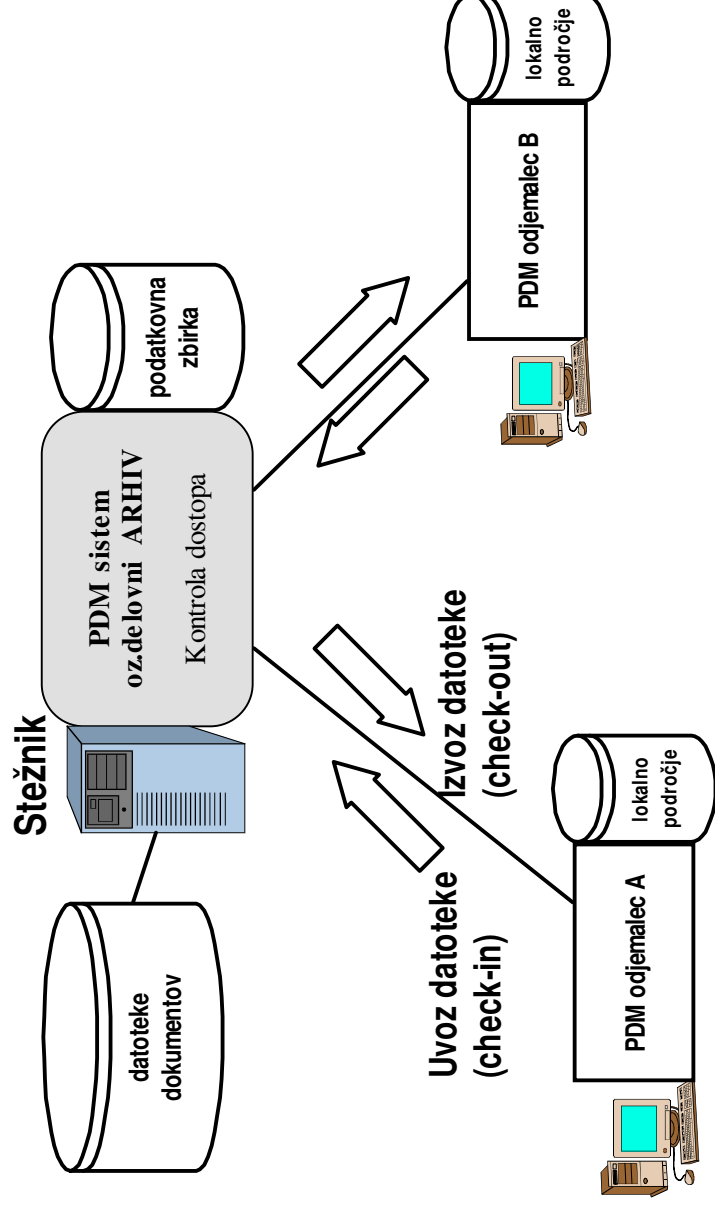 Stežnik
datoteke
dokumentov
PDM sistem
oz.delovni ARHIV
Kontrola dostopa
podatkovna
zbirka
Uvoz datoteke
(check-in)
Izvoz datoteke
(check-out)
PDM odjemalec A
lokalno
področje
PDM odjemalec B
lokalno
področje